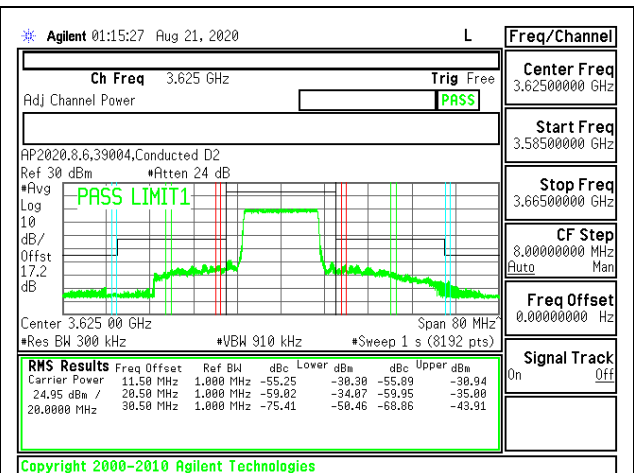 Agilent 01:15:27 Aug 21, 2020 L
Freq/Channel
Ch Freq 3.625 GHz Trig Free
Adj Channel Power PASS
Center Freq
3.62500000 GHz
Start Freq
3.58500000 GHz
Stop Freq
3.66500000 GHz
CF Step
8.00000000 MHz
Auto Man
Freq Offset
0.00000000 Hz
Signal Track
On Off
AP2020.8.6,39004,Conducted D2
Ref 30 dBm #Atten 24 dB
#Avg
Log
10
dB/
Offst
17.2
dB
PASS LIMIT1
Center 3.625 00 GHz Span 80 MHz^
#Res BW 300 kHz #VBW 910 kHz #Sweep 1 s (8192 pts)
RMS Results Freq Offset Ref BW dBc Lower dBm dBc Upper dBm
Carrier Power 11.50 MHz 1.000 MHz -55.25 -30.30 -55.89 -30.94
24.95 dBm / 20.50 MHz 1.000 MHz -59.02 -34.07 -59.95 -35.00
20.0000 MHz 30.50 MHz 1.000 MHz -75.41 -50.46 -68.86 -43.91
Copyright 2000-2010 Agilent Technologies